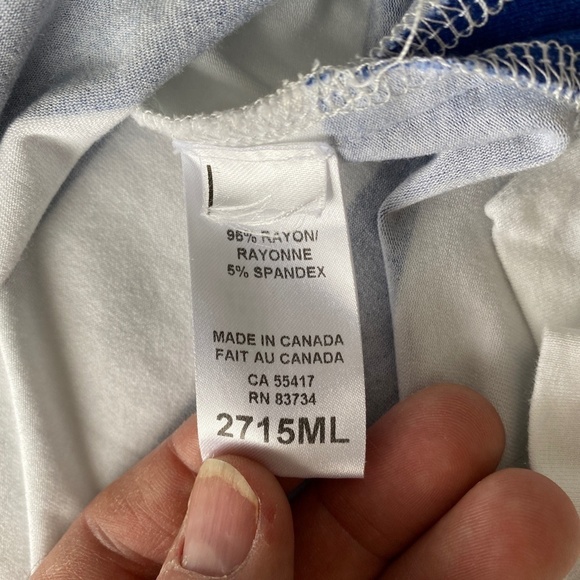 95% RAYON/
RAYONNE
5% SPANDEX
MADE IN CANADA
FAIT AU CANADA
CA 55417
RN 83734
2715ML